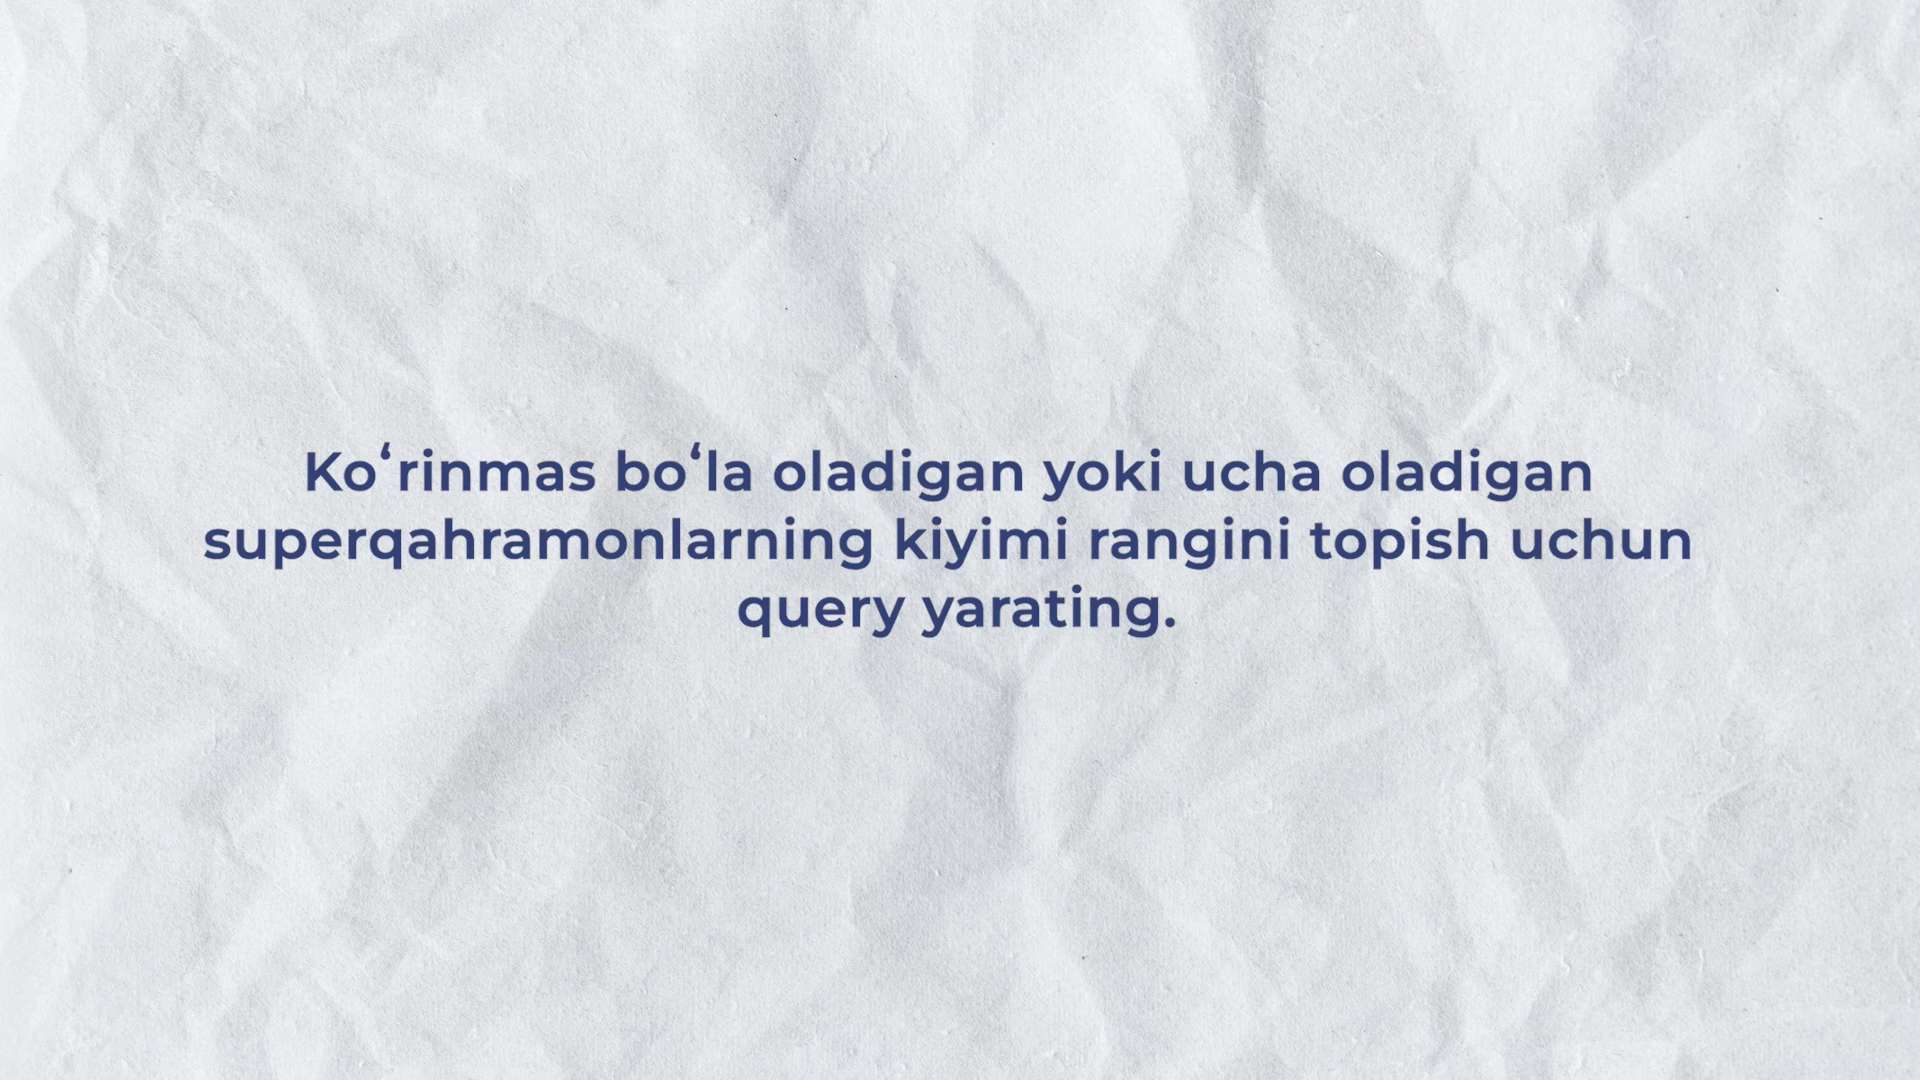 Koʻrinmas boʻla oladigan yoki ucha oladigan
superqahramonlarning kiyimi rangini topish uchun
query yarating.